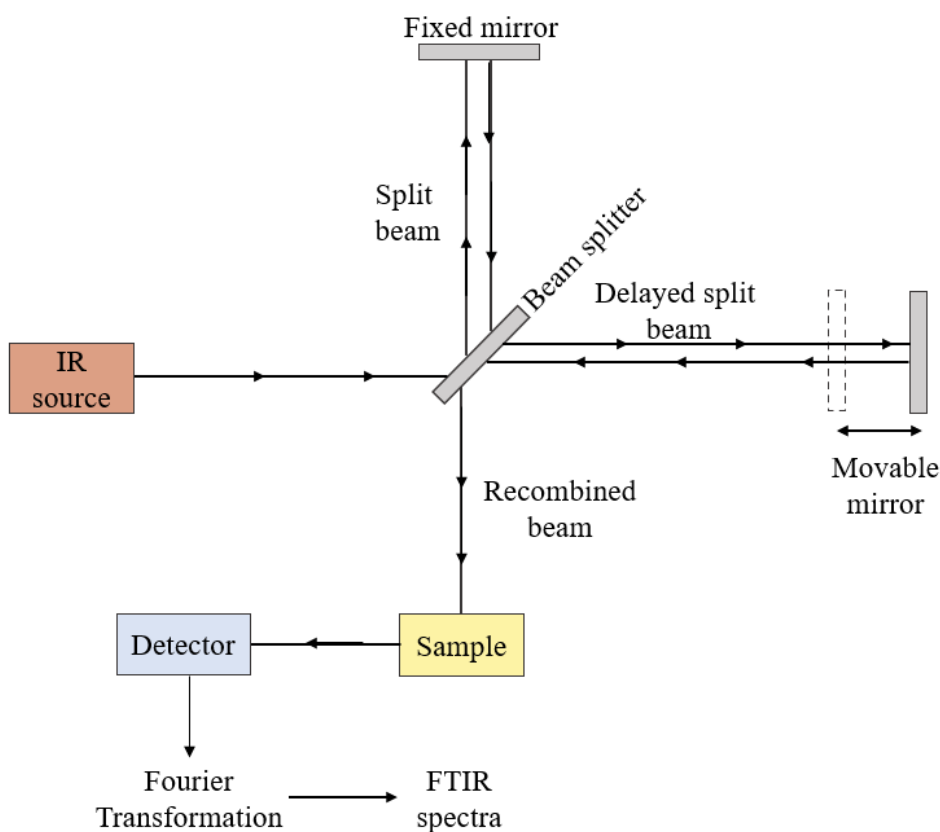 Fixed mirror
Split
beam
Beam splitter
Delayed split
beam
IR
source
Movable
mirror
Recombined
beam
Detector
Sample
Fourier
Transformation
FTIR
spectra